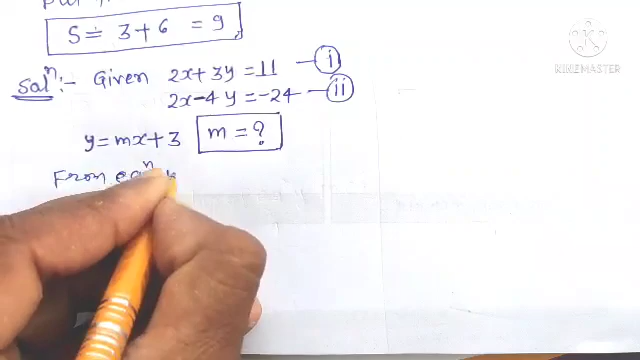 S = 3 + 6 = 9
Solⁿ:- Given 2x + 3y = 11 — (i)
2x - 4y = -24 — (ii)
y = mx + 3 m = ?
From eqⁿ
KINEMASTER